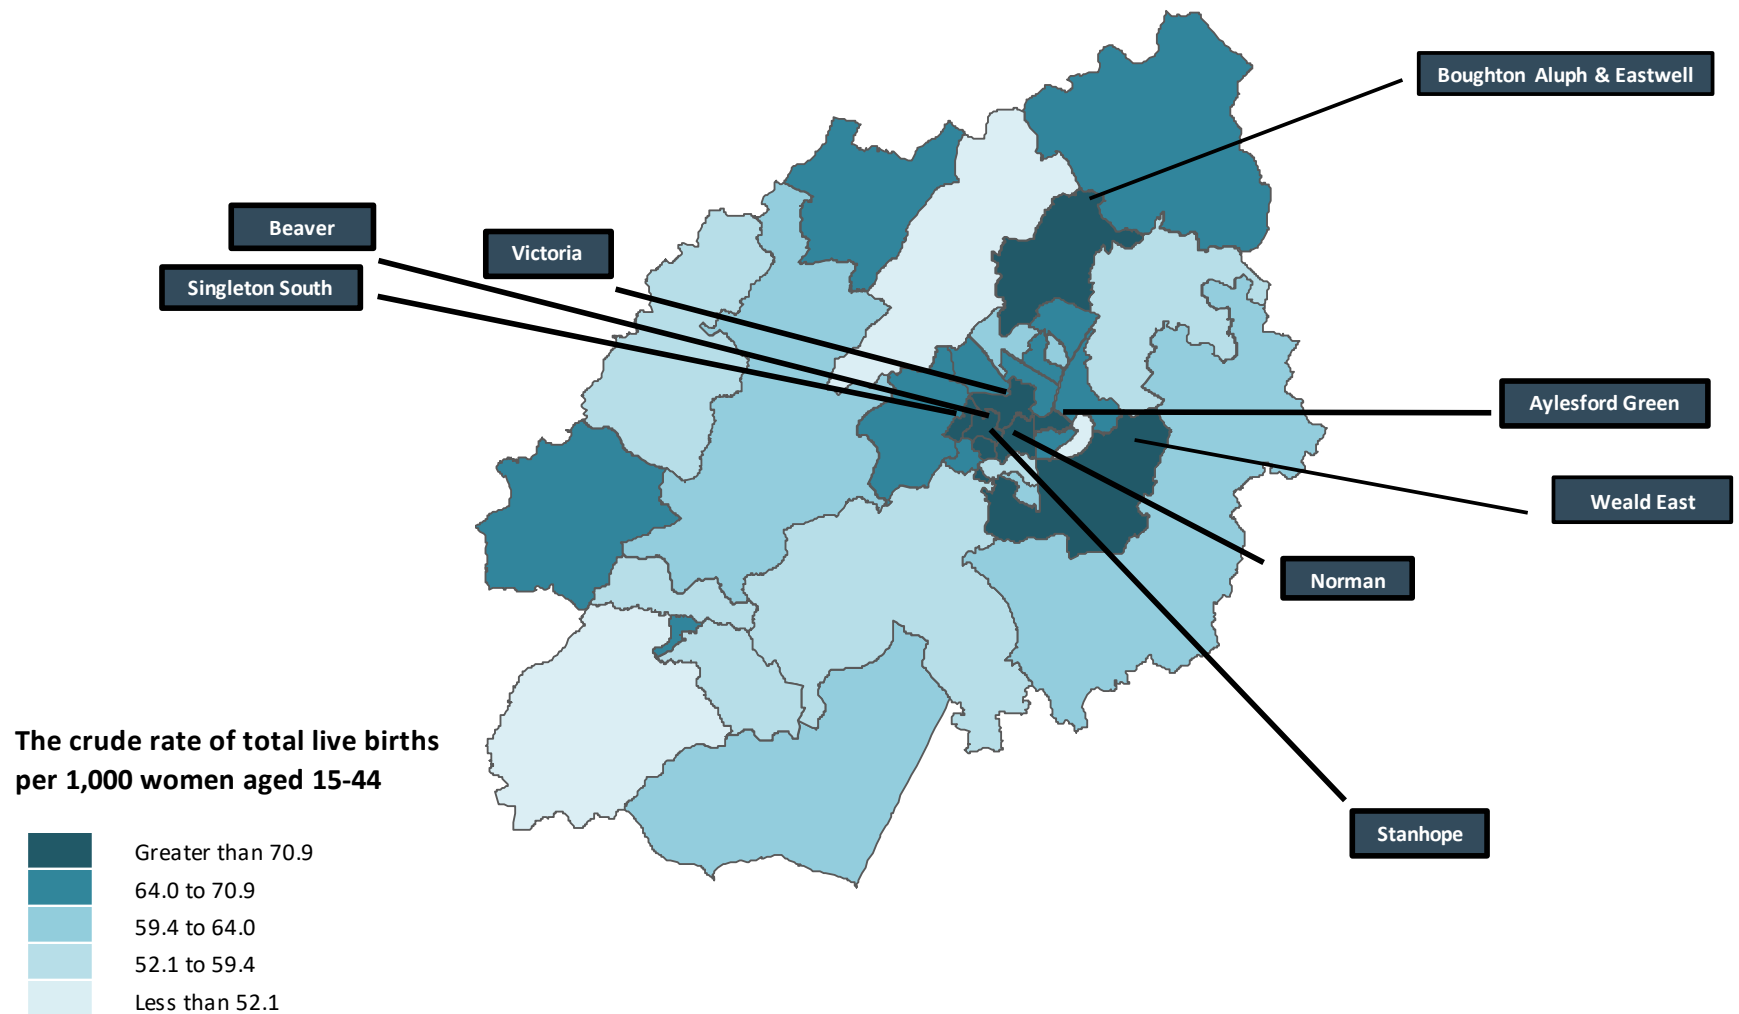 Boughton Aluph & Eastwell
Beaver
Victoria
Singleton South
Aylesford Green
Weald East
Norman
Stanhope
The crude rate of total live births
per 1,000 women aged 15-44
Greater than 70.9
64.0 to 70.9
59.4 to 64.0
52.1 to 59.4
Less than 52.1